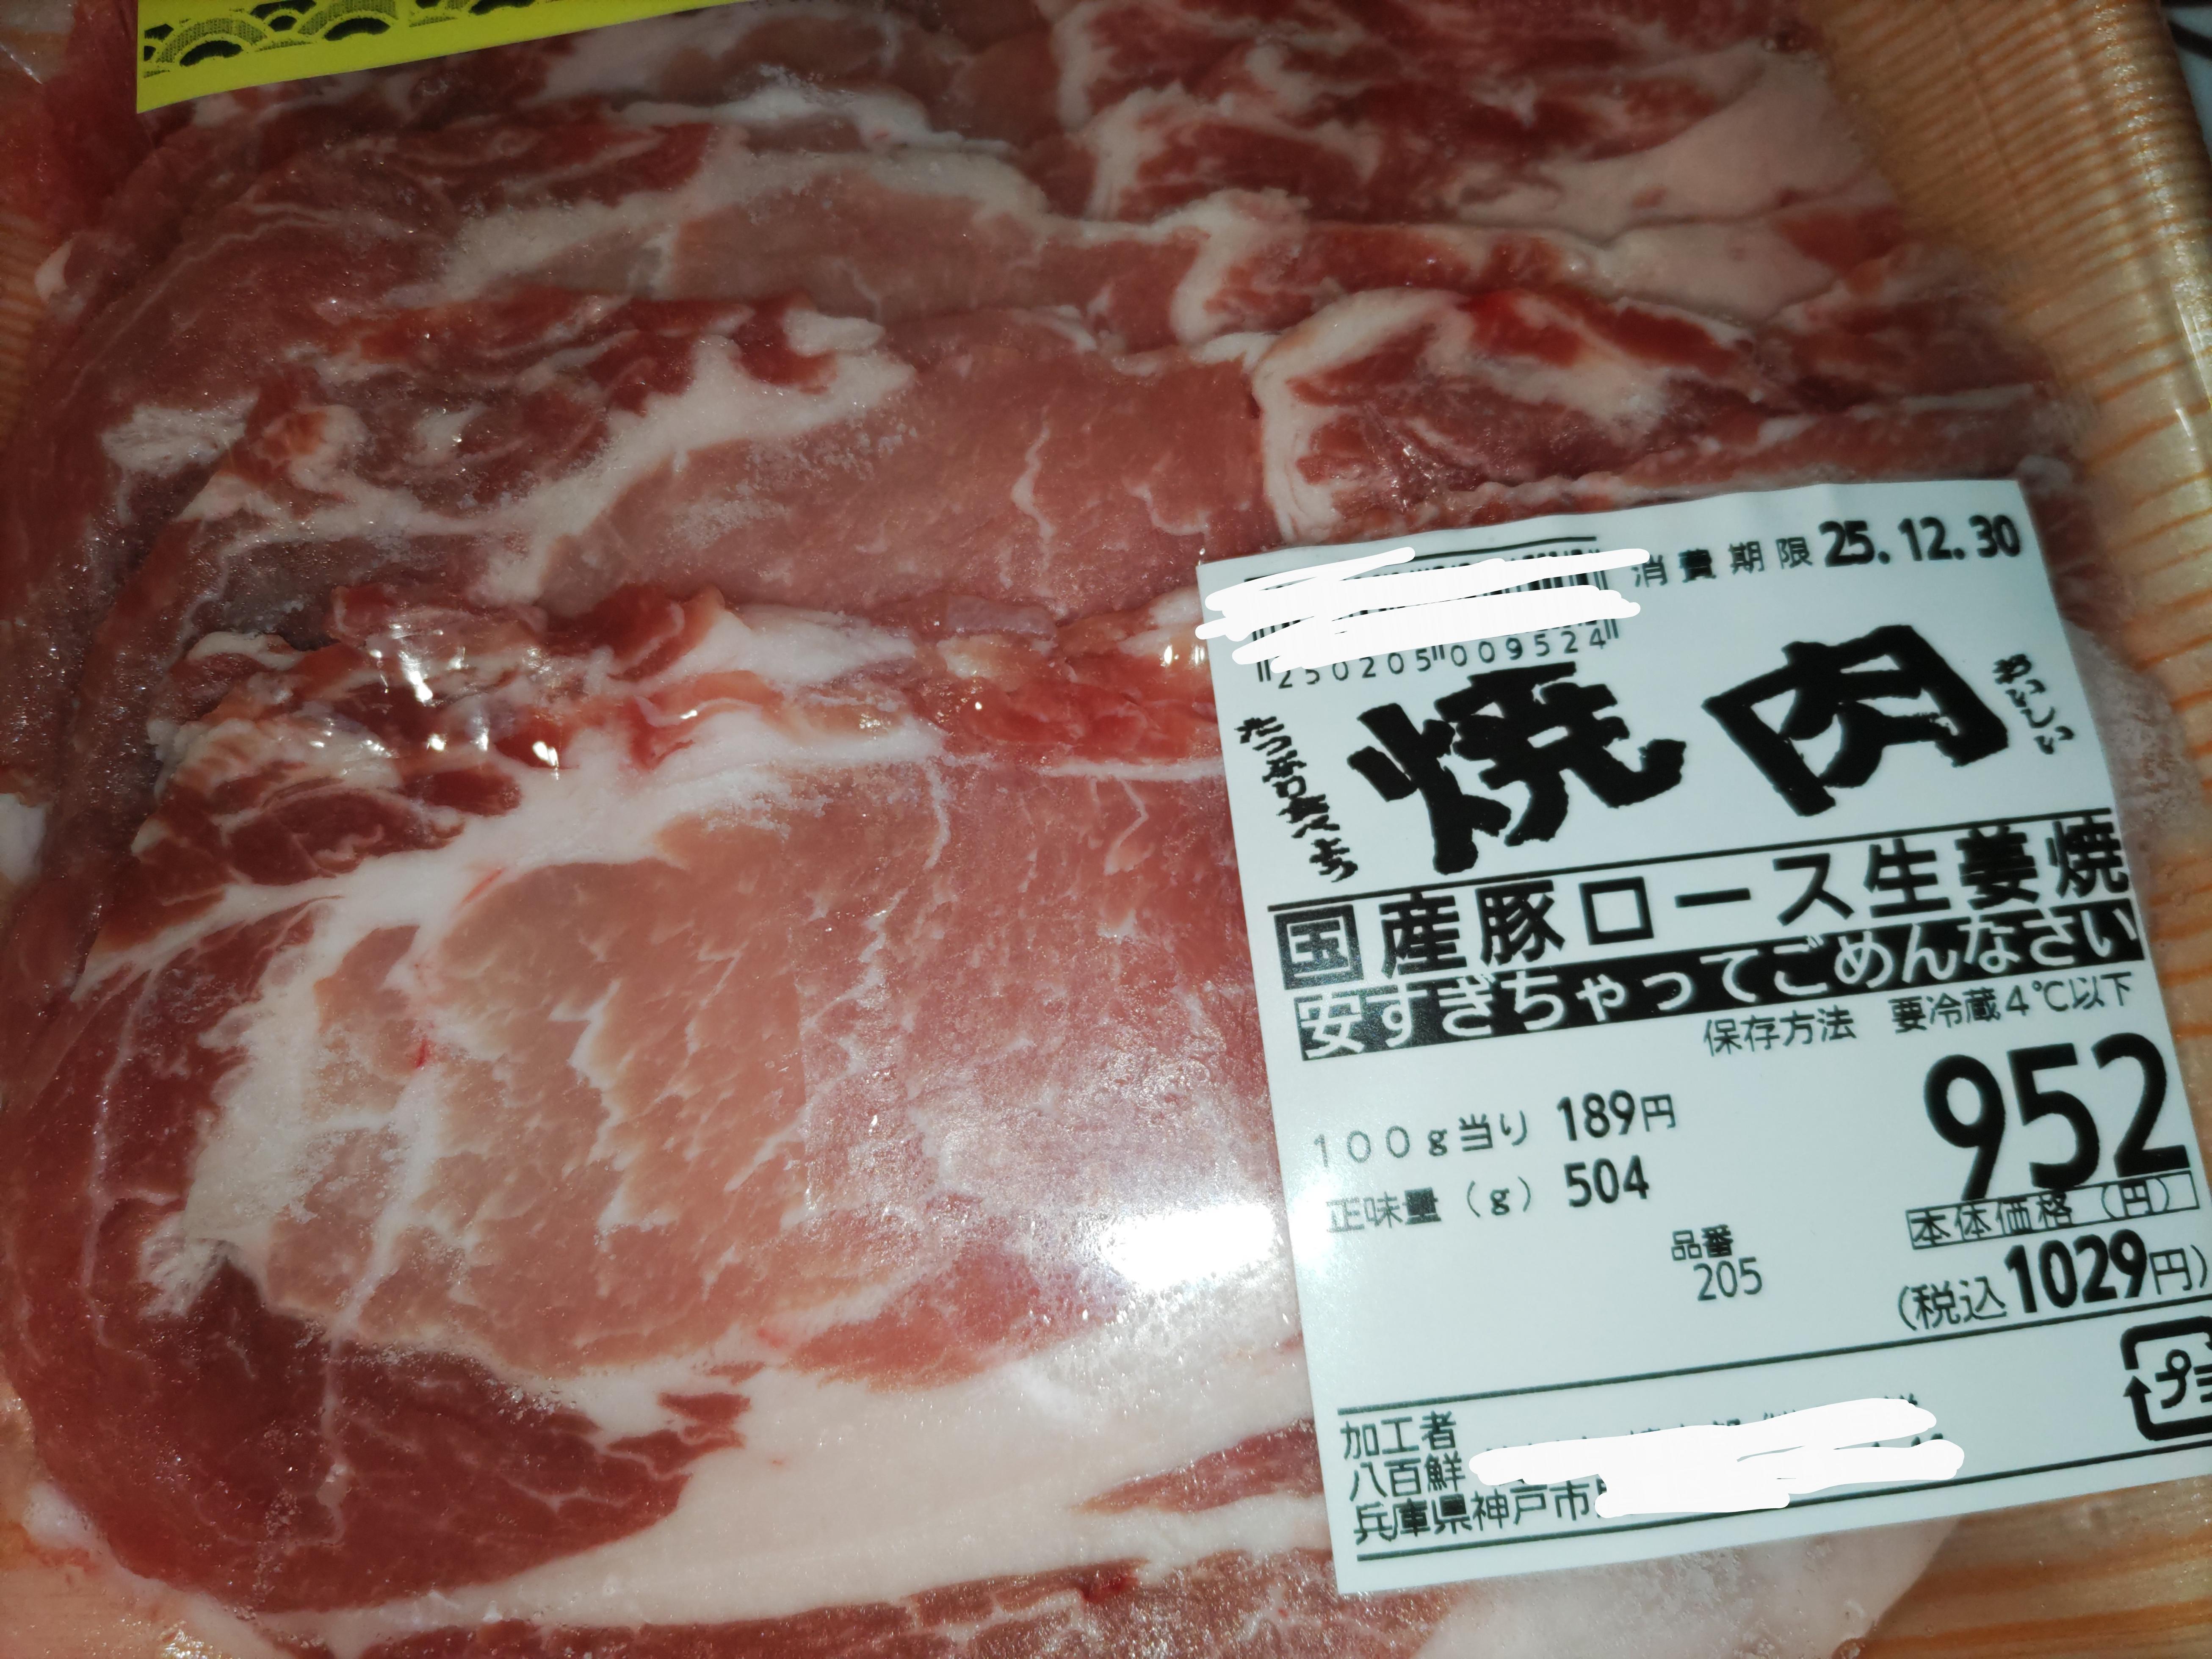 消費期限 25.12.30
250205 009524
たっぷり食べよう
焼肉
おいしい
国産豚ロース生姜焼
安すぎちゃってごめんなさい
保存方法 要冷蔵4℃以下
100g当り 189円
952
正味量(g) 504
本体価格(円)
品番
205
(税込1029円)
プ
加工者
八百鮮
兵庫県神戸市